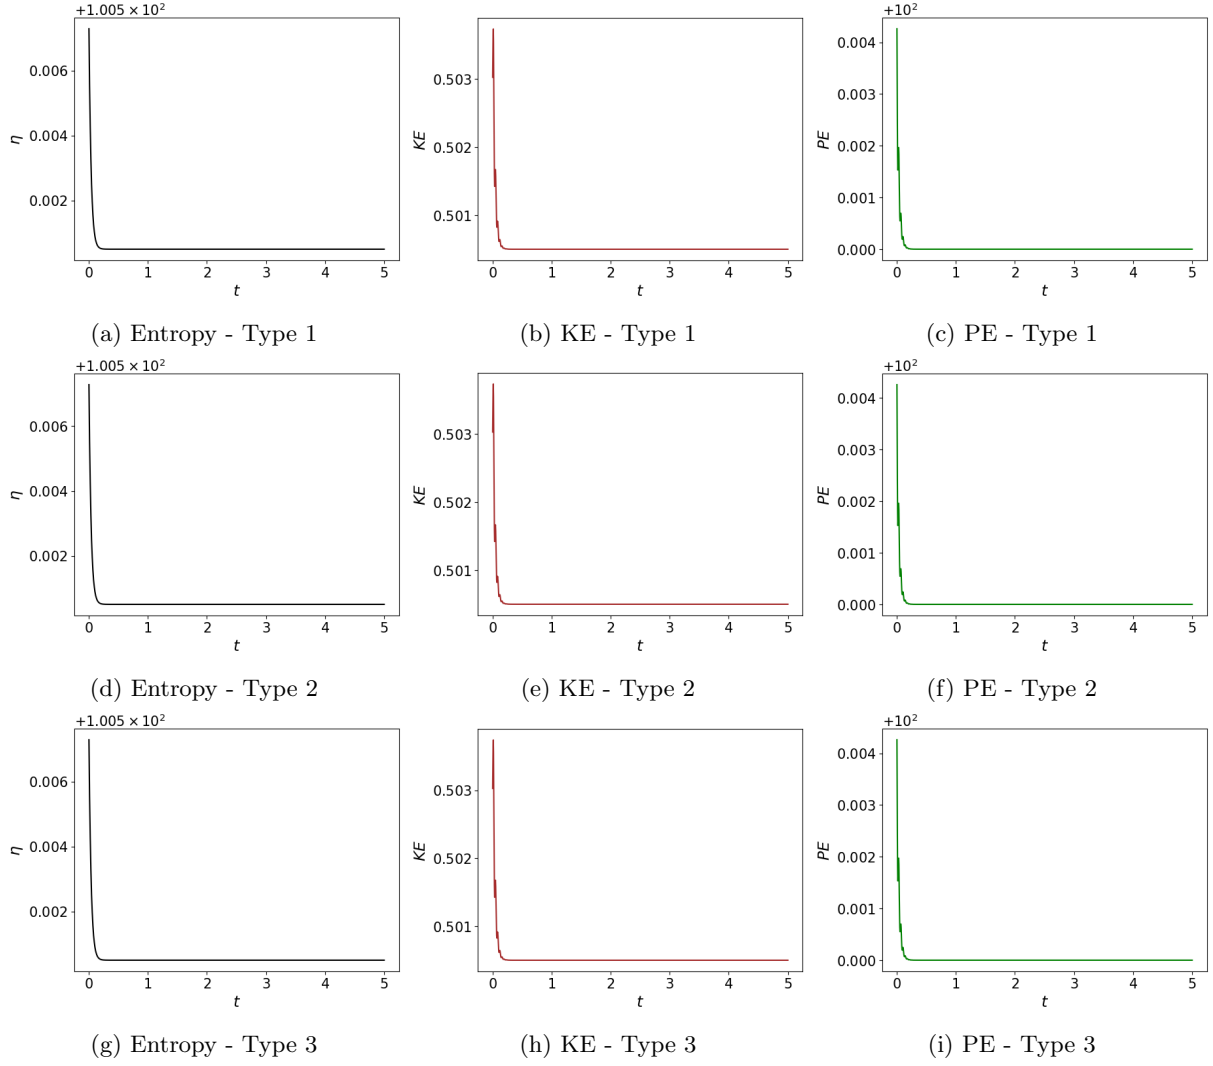 +1.005 × 10²
0.006
0.004
0.002
η
0 1 2 3 4 5
t
0.503
0.502
0.501
KE
0 1 2 3 4 5
t
+10²
0.004
0.003
0.002
0.001
0.000
PE
0 1 2 3 4 5
t
(a) Entropy - Type 1
(b) KE - Type 1
(c) PE - Type 1
+1.005 × 10²
0.006
0.004
0.002
η
0 1 2 3 4 5
t
0.503
0.502
0.501
KE
0 1 2 3 4 5
t
+10²
0.004
0.003
0.002
0.001
0.000
PE
0 1 2 3 4 5
t
(d) Entropy - Type 2
(e) KE - Type 2
(f) PE - Type 2
+1.005 × 10²
0.006
0.004
0.002
η
0 1 2 3 4 5
t
0.503
0.502
0.501
KE
0 1 2 3 4 5
t
+10²
0.004
0.003
0.002
0.001
0.000
PE
0 1 2 3 4 5
t
(g) Entropy - Type 3
(h) KE - Type 3
(i) PE - Type 3